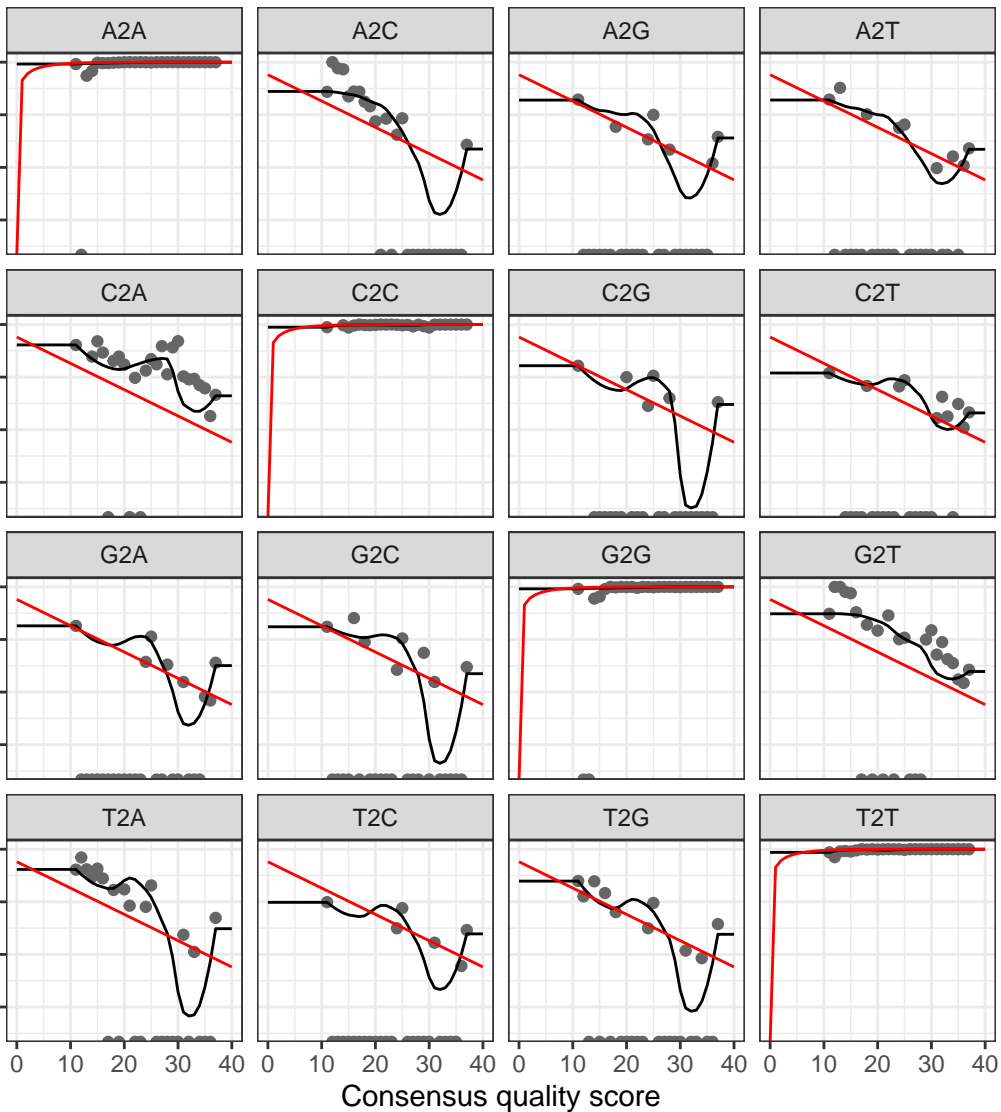 A2A A2C A2G A2T
C2A C2C C2G C2T
G2A G2C G2G G2T
T2A T2C T2G T2T
0 10 20 30 40 0 10 20 30 40 0 10 20 30 40 0 10 20 30 40
Consensus quality score